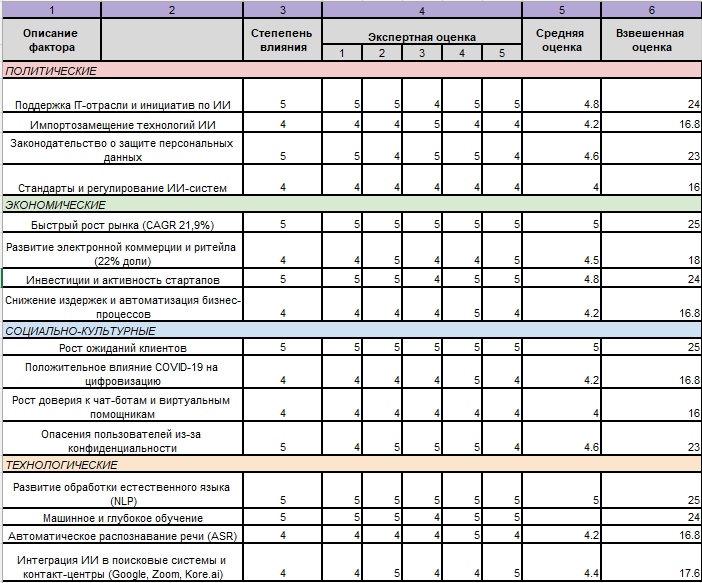 1 2 3 4 5 6
Описание фактора Степепень влияния Экспертная оценка Средняя оценка Взвешенная оценка
1 2 3 4 5
ПОЛИТИЧЕСКИЕ
Поддержка IT-отрасли и инициатив по ИИ 5 5 5 4 5 5 4.8 24
Импортозамещение технологий ИИ 4 4 4 5 4 4 4.2 16.8
Законодательство о защите персональных
данных 5 5 4 5 5 4 4.6 23
Стандарты и регулирование ИИ-систем 4 4 4 4 4 4 4 16
ЭКОНОМИЧЕСКИЕ
Быстрый рост рынка (CAGR 21,9%) 5 5 5 5 5 5 5 25
Развитие электронной коммерции и ритейла
(22% доли) 4 4 5 4 4 5 4.5 18
Инвестиции и активность стартапов 5 5 5 4 5 5 4.8 24
Снижение издержек и автоматизация бизнес-
процессов 4 4 4 4 5 4 4.2 16.8
СОЦИАЛЬНО-КУЛЬТУРНЫЕ
Рост ожиданий клиентов 5 5 5 5 5 5 5 25
Положительное влияние COVID-19 на
цифровизацию 4 4 4 4 5 4 4.2 16.8
Рост доверия к чат-ботам и виртуальным
помощникам 4 4 4 4 4 4 4 16
Опасения пользователей из-за
конфиденциальности 5 4 5 5 5 4 4.6 23
ТЕХНОЛОГИЧЕСКИЕ
Развитие обработки естественного языка
(NLP) 5 5 5 5 5 5 5 25
Машинное и глубокое обучение 5 5 5 4 5 5 24
Автоматическое распознавание речи (ASR) 4 4 4 4 5 4 4.2 16.8
Интеграция ИИ в поисковые системы и
контакт-центры (Google, Zoom, Kore.ai) 4 4 5 4 4 5 4.4 17.6